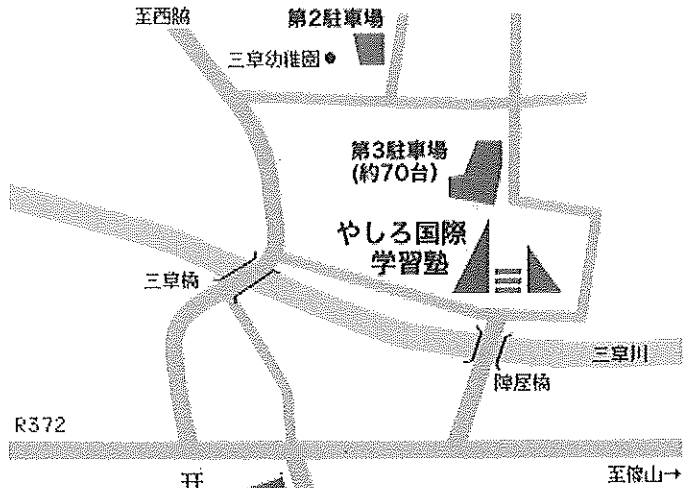 至西脇
第2駐車場
三草幼稚園
第3駐車場
(約70台)
やしろ国際
学習塾
三草橋
三草川
陣屋橋
R372
至篠山→